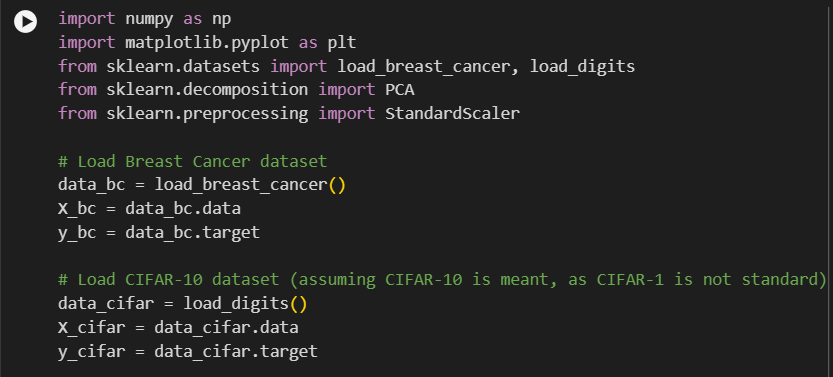 import numpy as np
import matplotlib.pyplot as plt
from sklearn.datasets import load_breast_cancer, load_digits
from sklearn.decomposition import PCA
from sklearn.preprocessing import StandardScaler
# Load Breast Cancer dataset
data_bc = load_breast_cancer()
X_bc = data_bc.data
y_bc = data_bc.target
# Load CIFAR-10 dataset (assuming CIFAR-10 is meant, as CIFAR-1 is not standard)
data_cifar = load_digits()
X_cifar = data_cifar.data
y_cifar = data_cifar.target